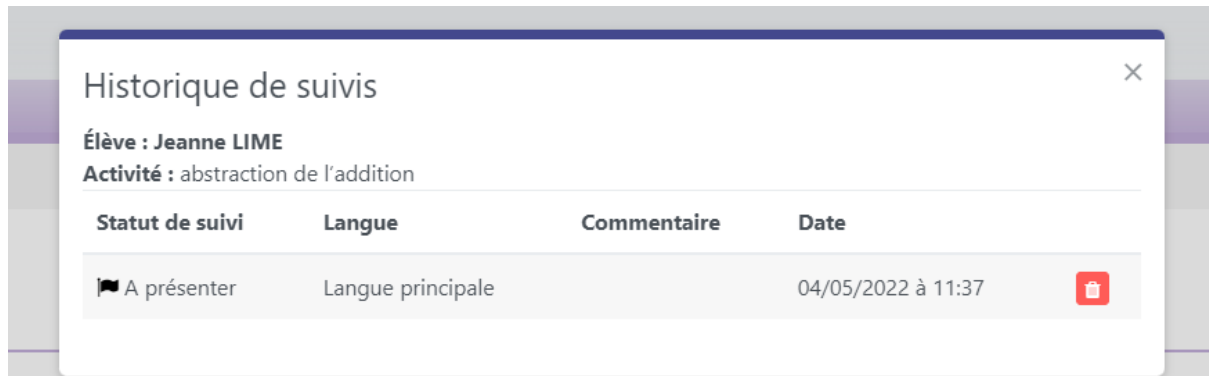 Historique de suivis
Élève : Jeanne LIME
Activité : abstraction de l’addition
Statut de suivi Langue Commentaire Date
A présenter Langue principale 04/05/2022 à 11:37